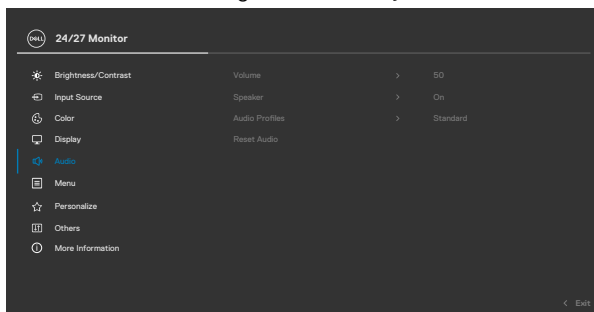 DELL 24/27 Monitor
Brightness/Contrast Volume > 50
Input Source Speaker > On
Color Audio Profiles > Standard
Display Reset Audio
Audio
Menu
Personalize
Others
More Information
< Exit